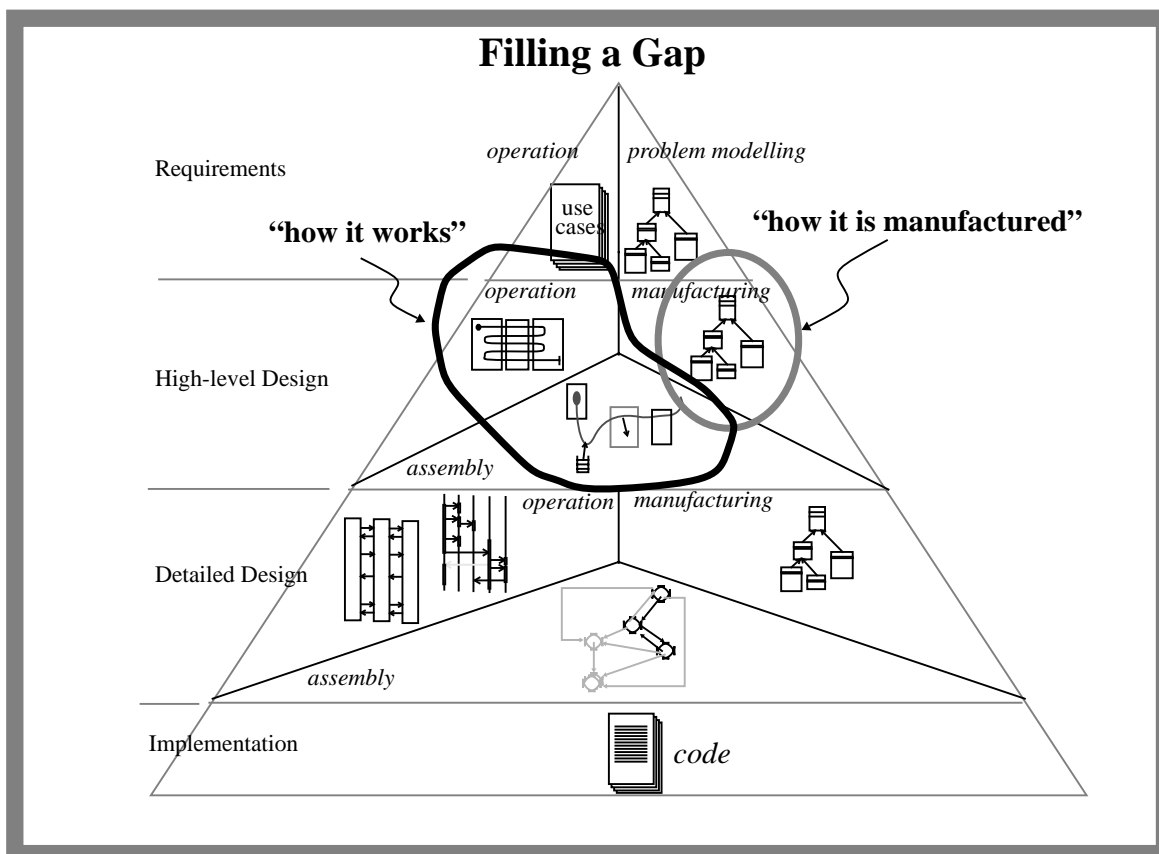 Filling a Gap
operation
problem modelling
Requirements
use
cases
“how it works”
“how it is manufactured”
operation
manufacturing
High-level Design
assembly
operation
manufacturing
Detailed Design
assembly
Implementation
code